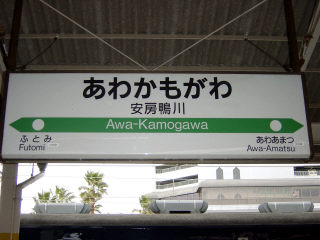 あわかもがわ
安房鴨川
Awa-Kamogawa
ふとみ
Futomi
あわあまつ
Awa-Amatsu